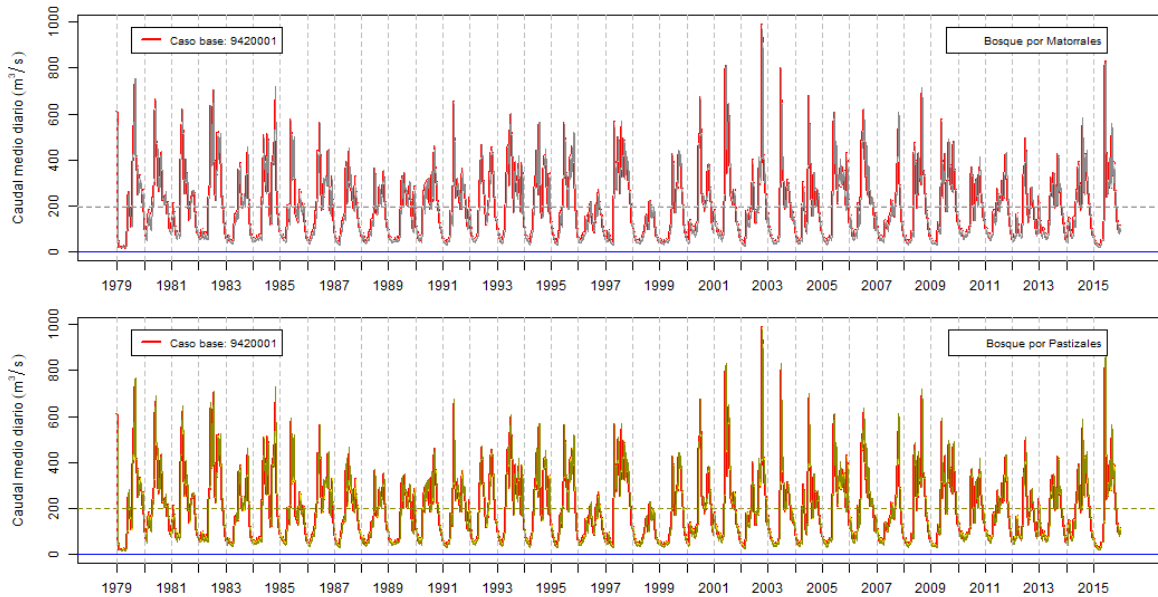 1000
800
600
400
200
0
Caudal medio diario (m³/s)
Caso base: 9420001
Bosque por Matorrales
1979 1981 1983 1985 1987 1989 1991 1993 1995 1997 1999 2001 2003 2005 2007 2009 2011 2013 2015
1000
800
600
400
200
0
Caudal medio diario (m³/s)
Caso base: 9420001
Bosque por Pastizales
1979 1981 1983 1985 1987 1989 1991 1993 1995 1997 1999 2001 2003 2005 2007 2009 2011 2013 2015